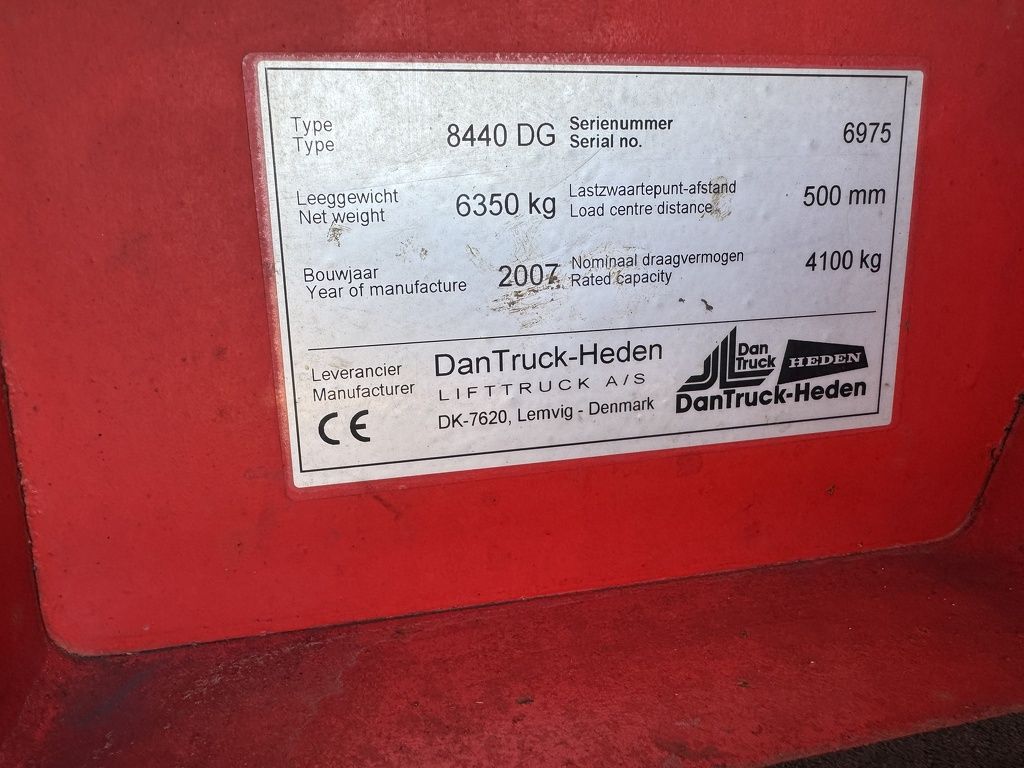 Type 8440 DG Serienummer 6975
Type Serial no.
Leeggewicht 6350 kg Lastzwaartepunt-afstand 500 mm
Net weight Load centre distance
Bouwjaar 2007 Nominaal draagvermogen 4100 kg
Year of manufacture Rated capacity
Leverancier DanTruck-Heden
Manufacturer LIFTTRUCK A/S
CE DK-7620, Lemvig - Denmark
Dan
Truck HEDEN
DanTruck-Heden